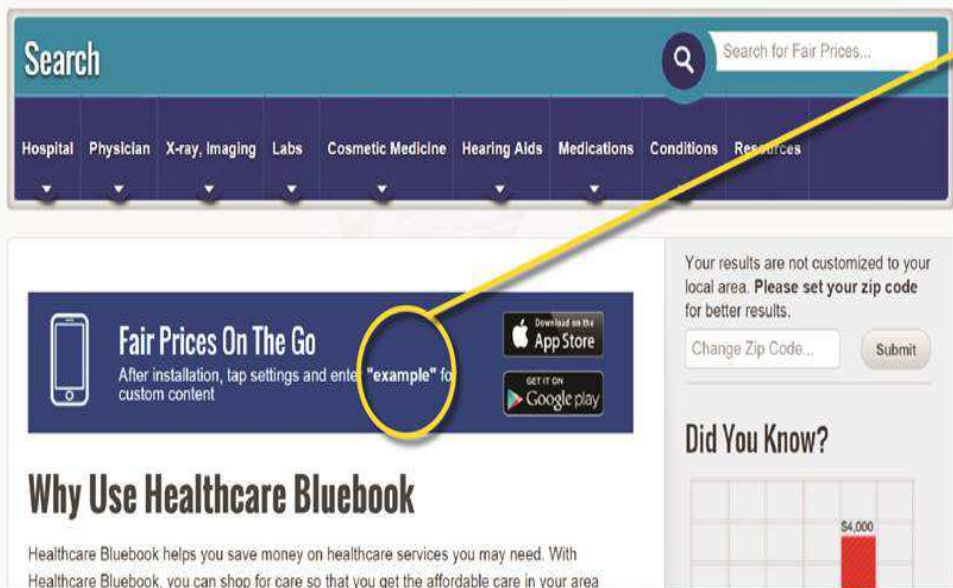 Search
Search for Fair Prices...
Hospital Physician X-ray, Imaging Labs Cosmetic Medicine Hearing Aids Medications Conditions Resources
Fair Prices On The Go
After installation, tap settings and enter "example" for
custom content
Download on the
App Store
GET IT ON
Google play
Why Use Healthcare Bluebook
Healthcare Bluebook helps you save money on healthcare services you may need. With
Healthcare Bluebook, you can shop for care so that you get the affordable care in your area
Your results are not customized to your
local area. Please set your zip code
for better results.
Change Zip Code...
Submit
Did You Know?
$4,000